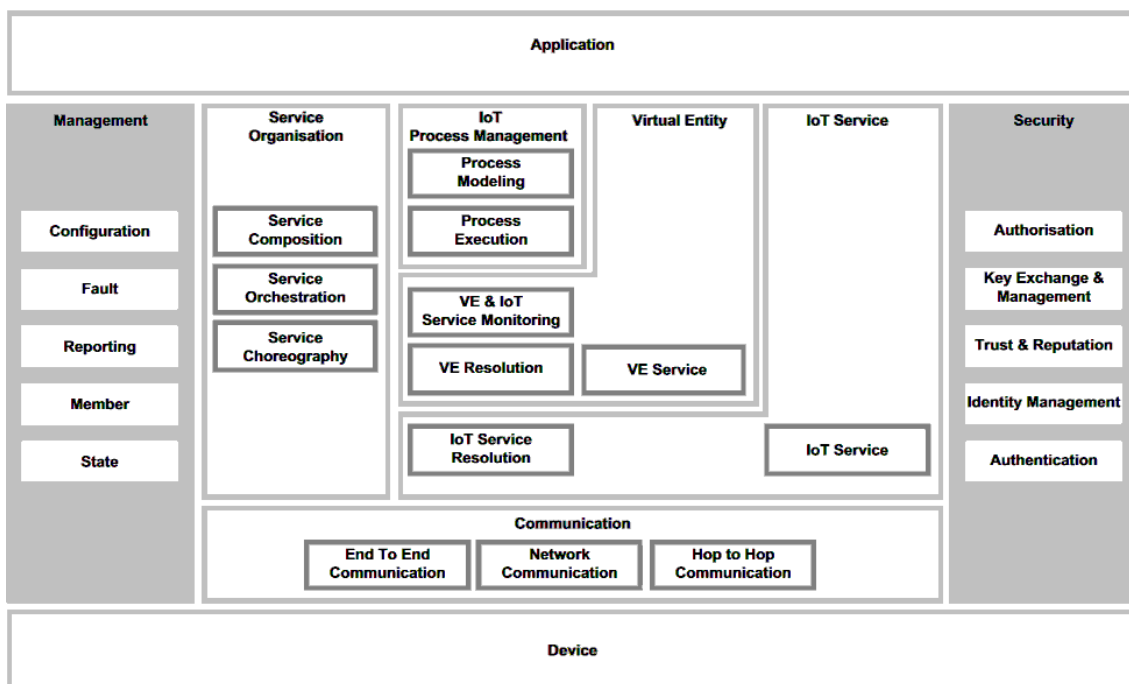 Application
Management
Service
Organisation
IoT
Process Management
Virtual Entity
IoT Service
Security
Process
Modeling
Configuration
Service
Composition
Process
Execution
Authorisation
Fault
Service
Orchestration
VE & IoT
Service Monitoring
Key Exchange &
Management
Reporting
Service
Choreography
VE Resolution
VE Service
Trust & Reputation
Member
Identity Management
State
IoT Service
Resolution
IoT Service
Authentication
Communication
End To End
Communication
Network
Communication
Hop to Hop
Communication
Device